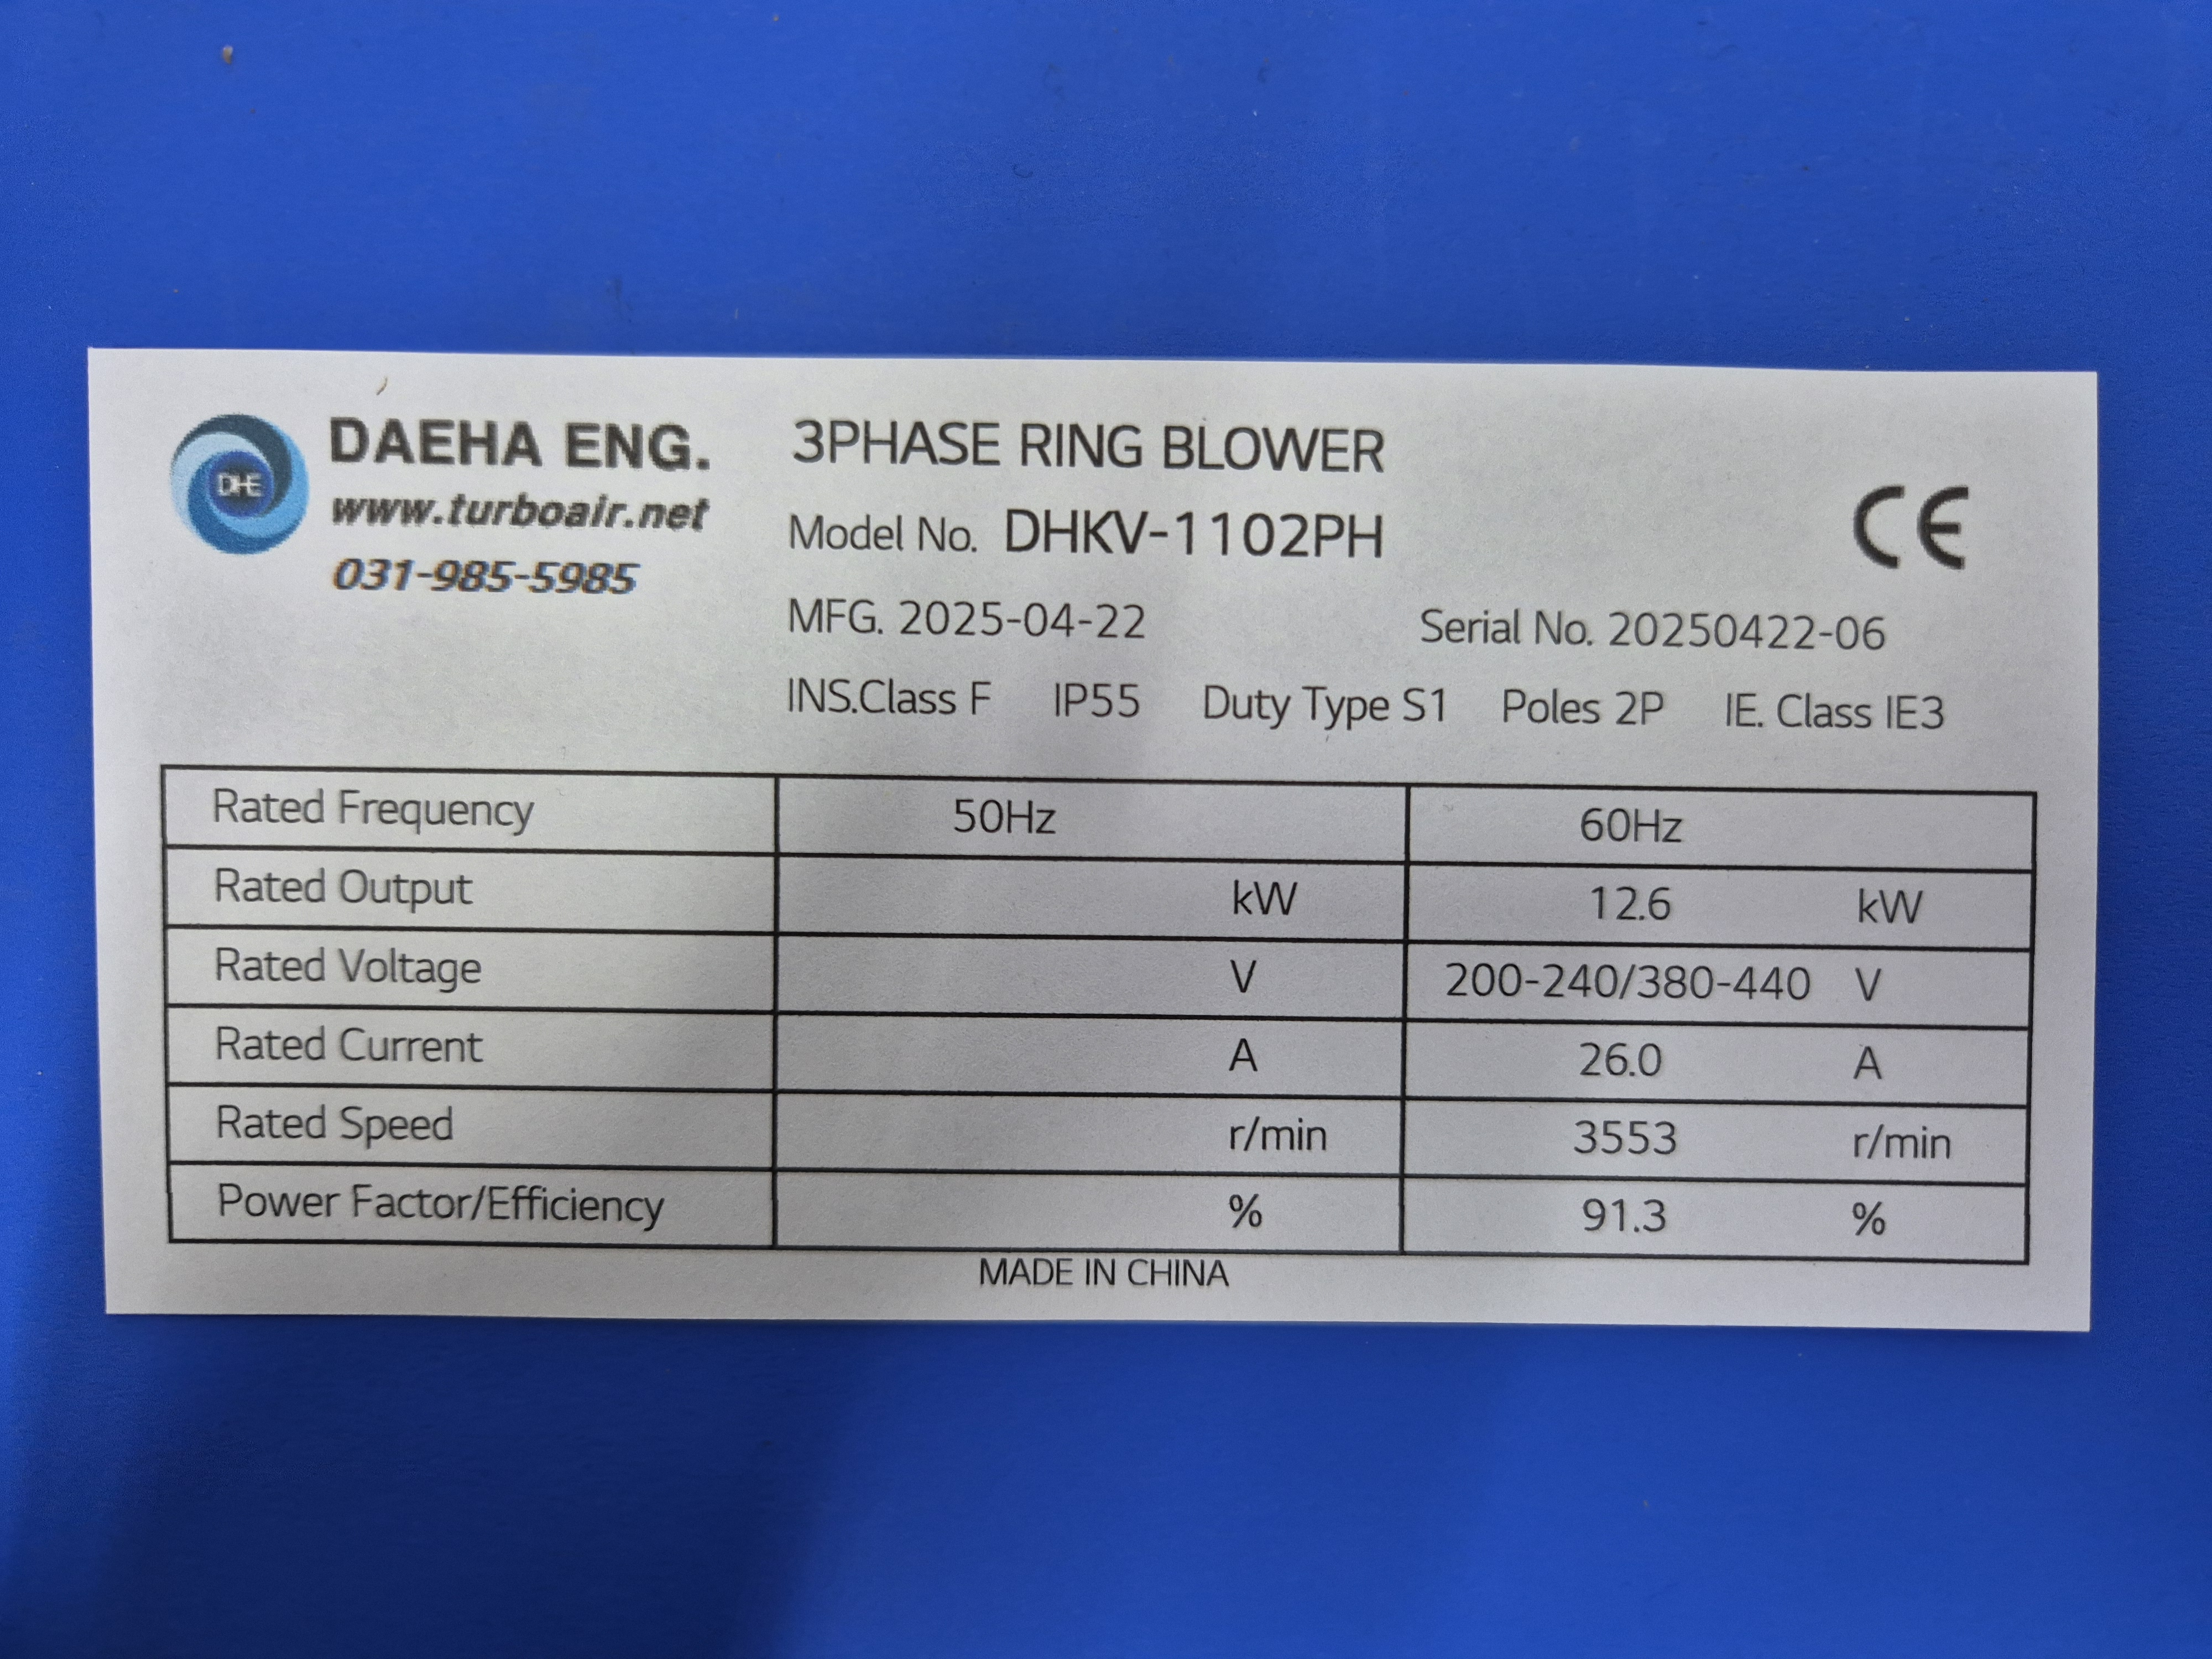 DHE
DAEHA ENG.
www.turboair.net
031-985-5985
3PHASE RING BLOWER
Model No. DHKV-1102PH
CE
MFG. 2025-04-22 Serial No. 20250422-06
INS.Class F IP55 Duty Type S1 Poles 2P IE. Class IE3
Rated Frequency 50Hz 60Hz
Rated Output kW 12.6 kW
Rated Voltage V 200-240/380-440 V
Rated Current A 26.0 A
Rated Speed r/min 3553 r/min
Power Factor/Efficiency % 91.3 %
MADE IN CHINA